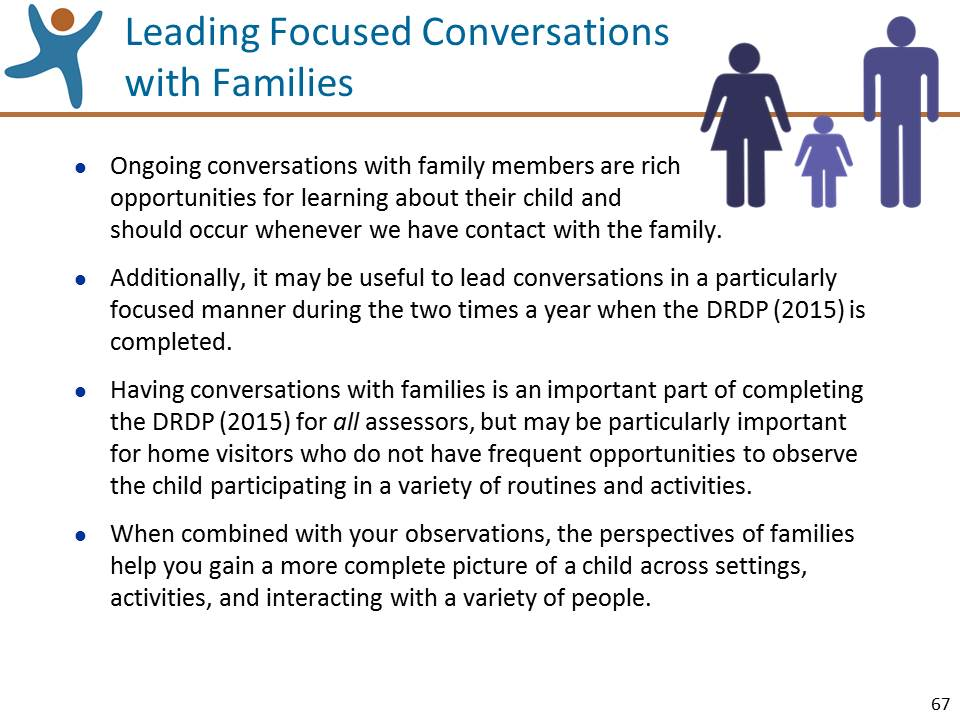 Leading Focused Conversations
with Families
● Ongoing conversations with family members are rich
opportunities for learning about their child and
should occur whenever we have contact with the family.
● Additionally, it may be useful to lead conversations in a particularly
focused manner during the two times a year when the DRDP (2015) is
completed.
● Having conversations with families is an important part of completing
the DRDP (2015) for all assessors, but may be particularly important
for home visitors who do not have frequent opportunities to observe
the child participating in a variety of routines and activities.
● When combined with your observations, the perspectives of families
help you gain a more complete picture of a child across settings,
activities, and interacting with a variety of people.
67